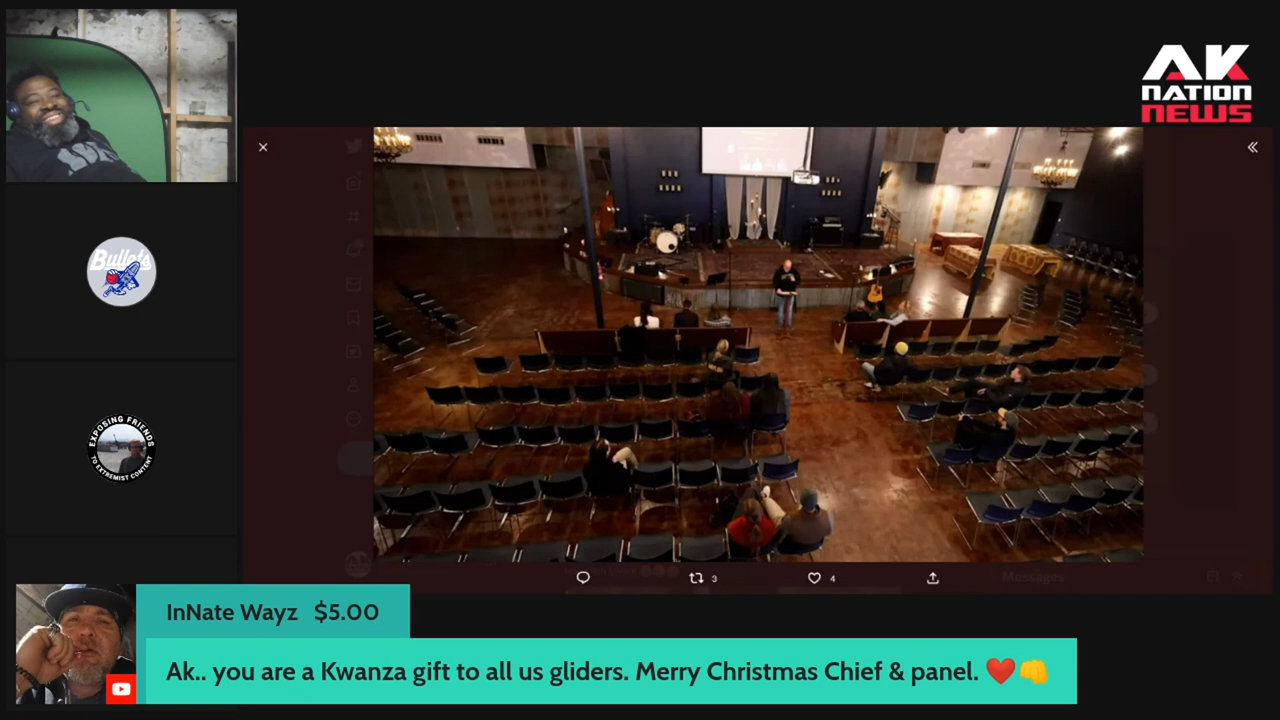 AK
NATION
NEWS
Bullets
EXPOSING FRIENDS
TO EXTREMIST CONTENT
3
4
Messages
InNate Wayz $5.00
Ak.. you are a Kwanza gift to all us gliders. Merry Christmas Chief & panel. ❤️👊